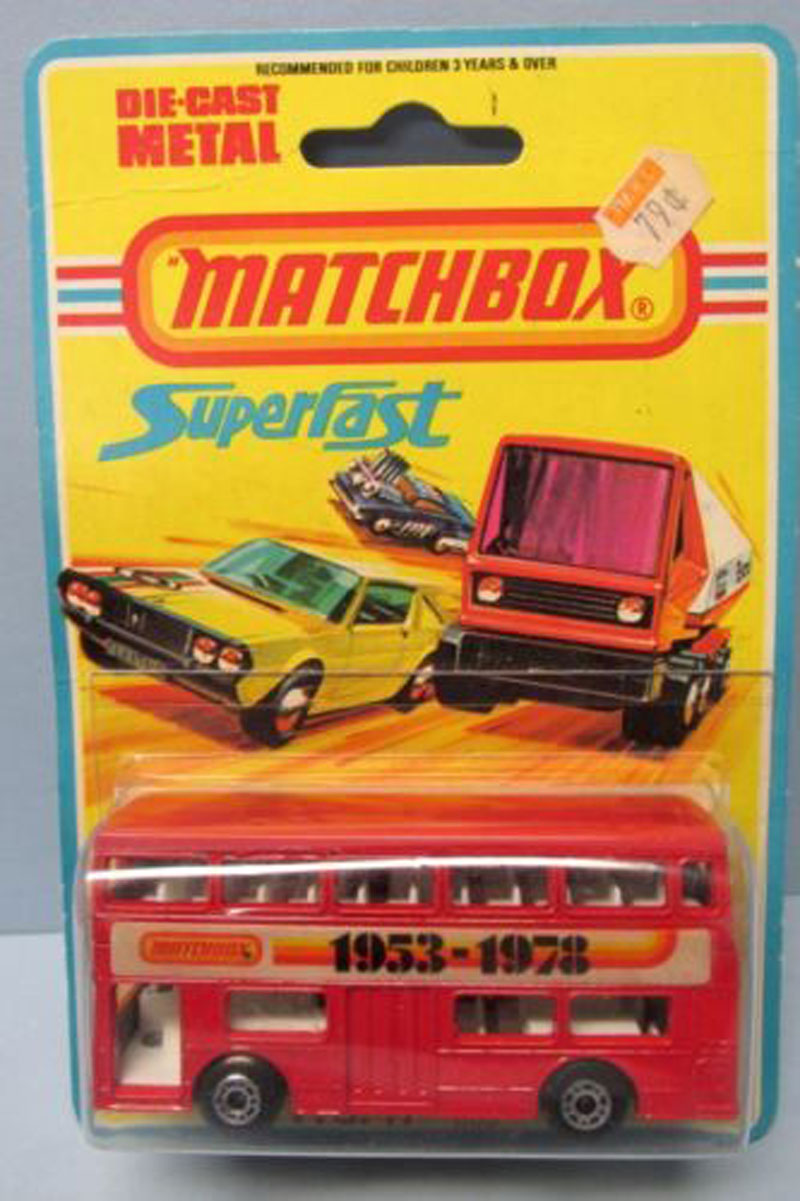 RECOMMENDED FOR CHILDREN 3 YEARS & OVER
DIE-CAST
METAL
79¢
"MATCHBOX®
Superfast
MATCHBOX
1953-1978